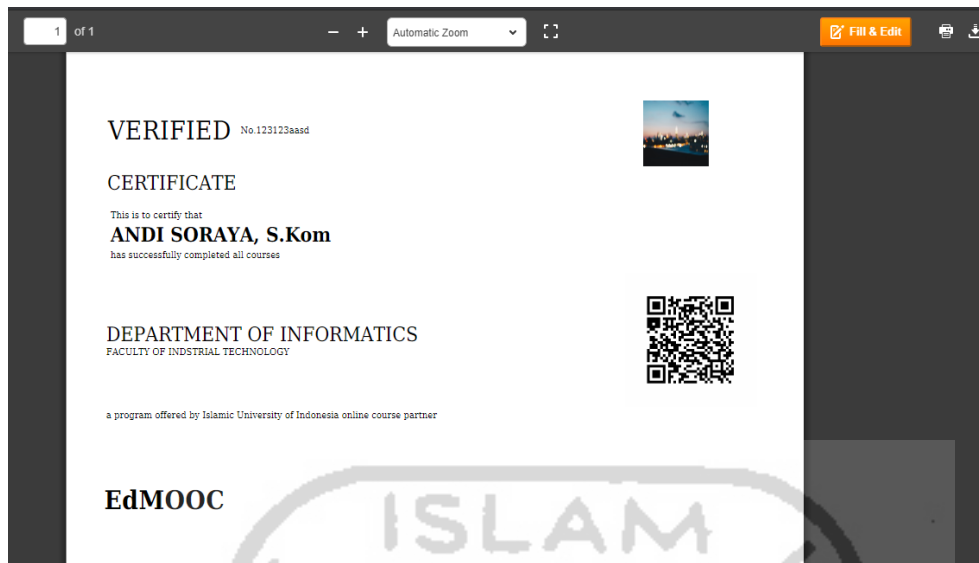 1 of 1 − + Automatic Zoom Fill & Edit
VERIFIED No.123123aasd
CERTIFICATE
This is to certify that
ANDI SORAYA, S.Kom
has successfully completed all courses
DEPARTMENT OF INFORMATICS
FACULTY OF INDSTRIAL TECHNOLOGY
a program offered by Islamic University of Indonesia online course partner
EdMOOC
ISLAM